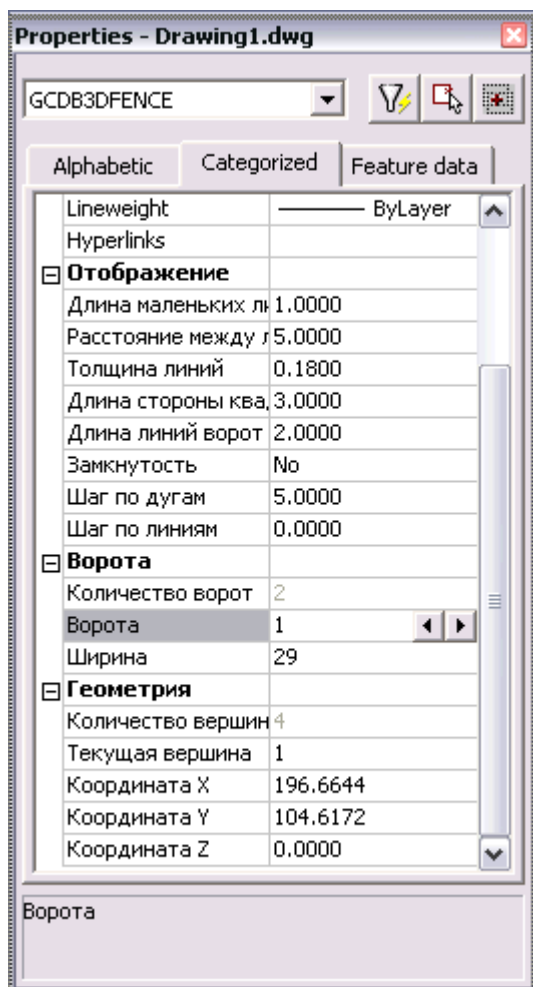 Properties - Drawing1.dwg
GCDB3DFENCE
Alphabetic Categorized Feature data
Lineweight ByLayer
Hyperlinks
Отображение
Длина маленьких 1.0000
Расстояние между 5.0000
Толщина линий 0.1800
Длина стороны ква 3.0000
Длина линий ворот 2.0000
Замкнутость No
Шаг по дугам 5.0000
Шаг по линиям 0.0000
Ворота
Количество ворот 2
Ворота 1
Ширина 29
Геометрия
Количество вершин 4
Текущая вершина 1
Координата X 196.6644
Координата Y 104.6172
Координата Z 0.0000
Ворота